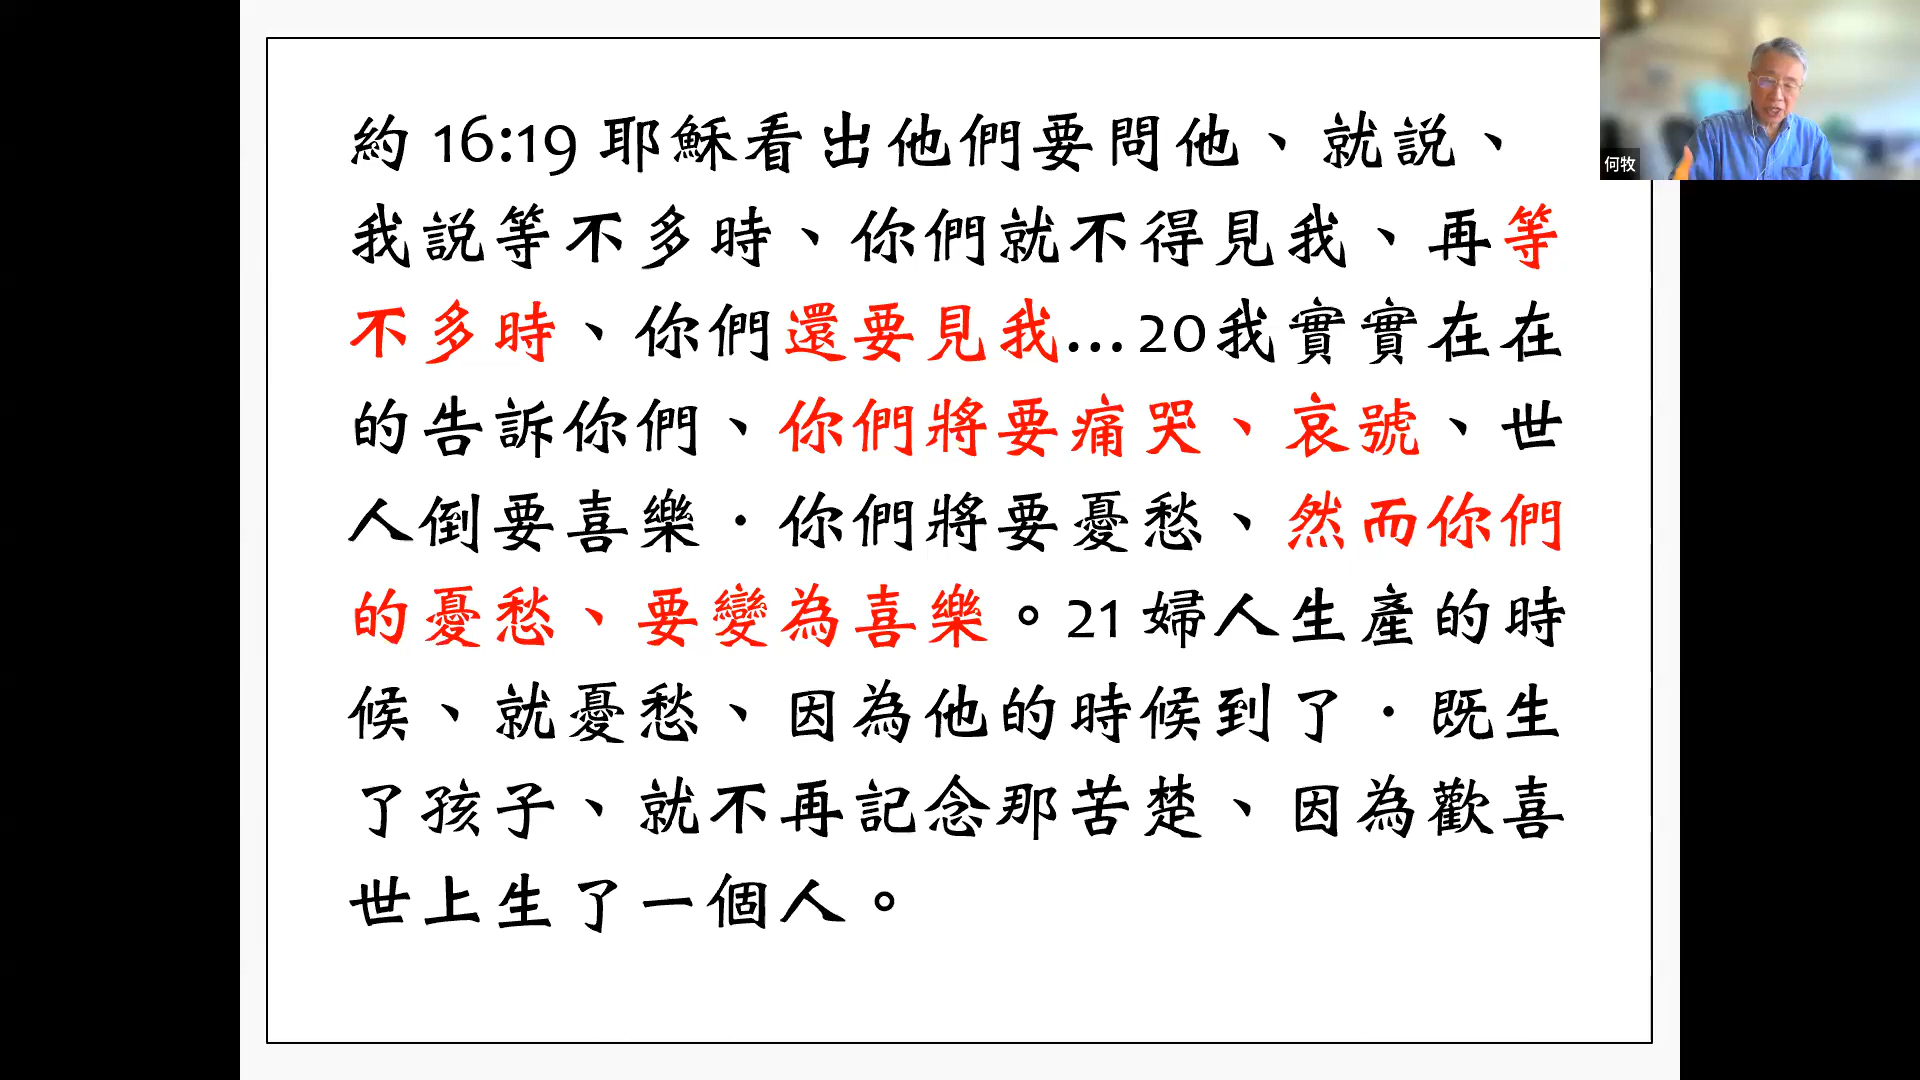 約 16:19 耶穌看出他們要問他、就説、
我説等不多時、你們就不得見我、再等
不多時、你們還要見我…20我實實在在
的告訴你們、你們將要痛哭、哀號、世
人倒要喜樂．你們將要憂愁、然而你們
的憂愁、要變為喜樂。21 婦人生產的時
候、就憂愁、因為他的時候到了．既生
了孩子、就不再記念那苦楚、因為歡喜
世上生了一個人。
何牧